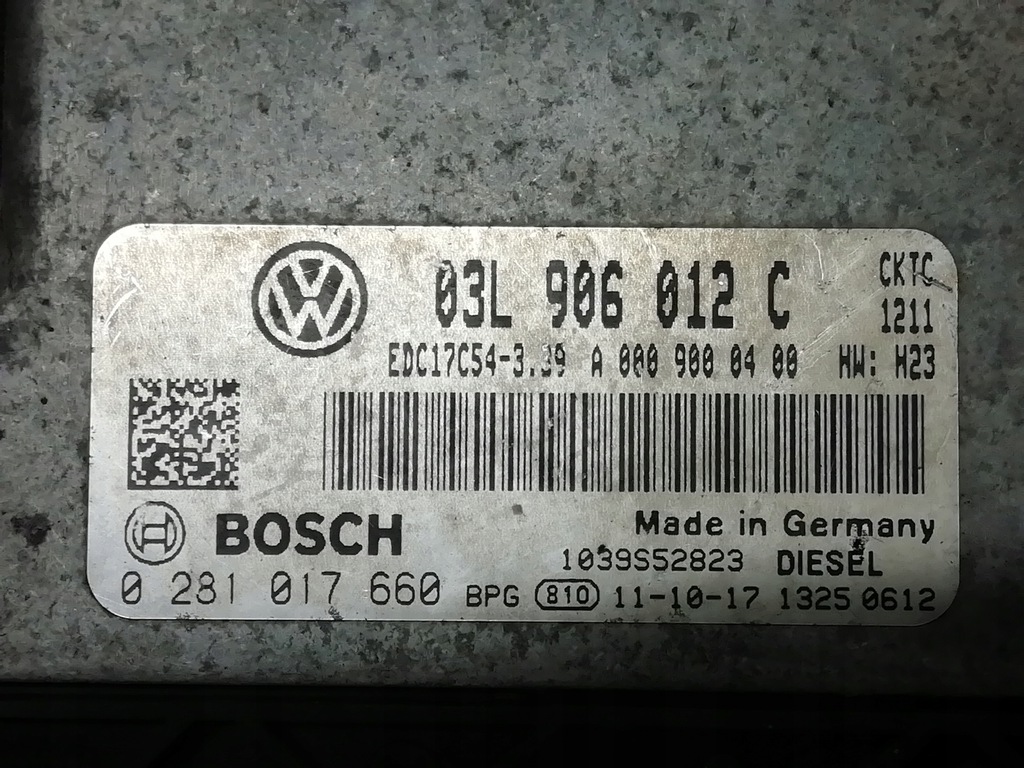 03L 906 012 C
CKTC
1211
EDC17C54-3.39 A 000 900 04 00 HW: H23
BOSCH
Made in Germany
1039S52823 DIESEL
0 281 017 660 BPG 810 11-10-17 1325 0612